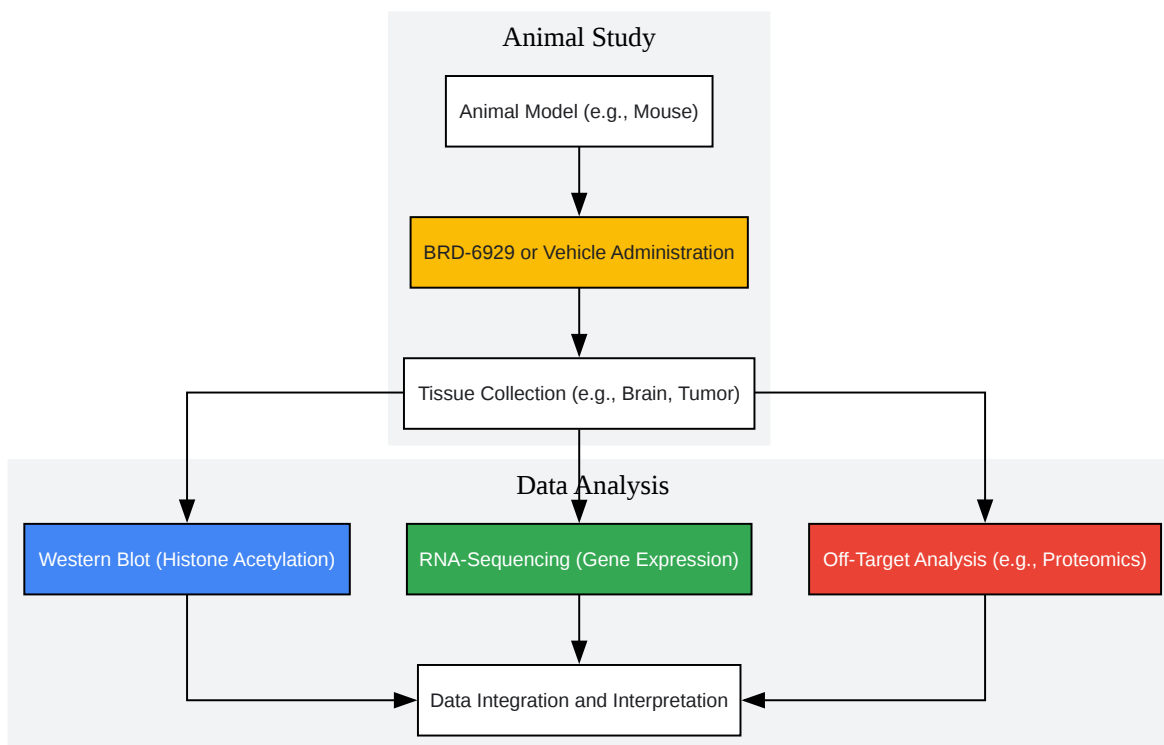 Animal Study
Animal Model (e.g., Mouse)
BRD-6929 or Vehicle Administration
Tissue Collection (e.g., Brain, Tumor)
Data Analysis
Western Blot (Histone Acetylation)
RNA-Sequencing (Gene Expression)
Off-Target Analysis (e.g., Proteomics)
Data Integration and Interpretation